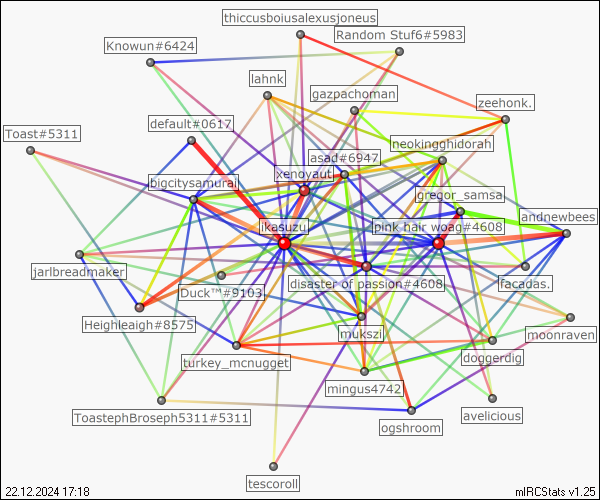 thiccusboiusalexusjoneus
Random Stuf6#5983
Knowun#6424
lahnk
gazpachoman
zeehonk.
Toast#5311
default#0617
neokingghidorah
asad#6947
xenoyaut
bigcitysamurai
gregor_samsa
ikasuzu
pink hair woag#4608
andnewbees
jarlbreadmaker
Duck™#9103
disaster of passion#4608
facadas.
Heighleaigh#8575
mukszi
moonraven
doggerdig
turkey_mcnugget
mingus4742
ToastephBroseph5311#5311
avelicious
ogshroom
tescoroll
22.12.2024 17:18
mIRCStats v1.25